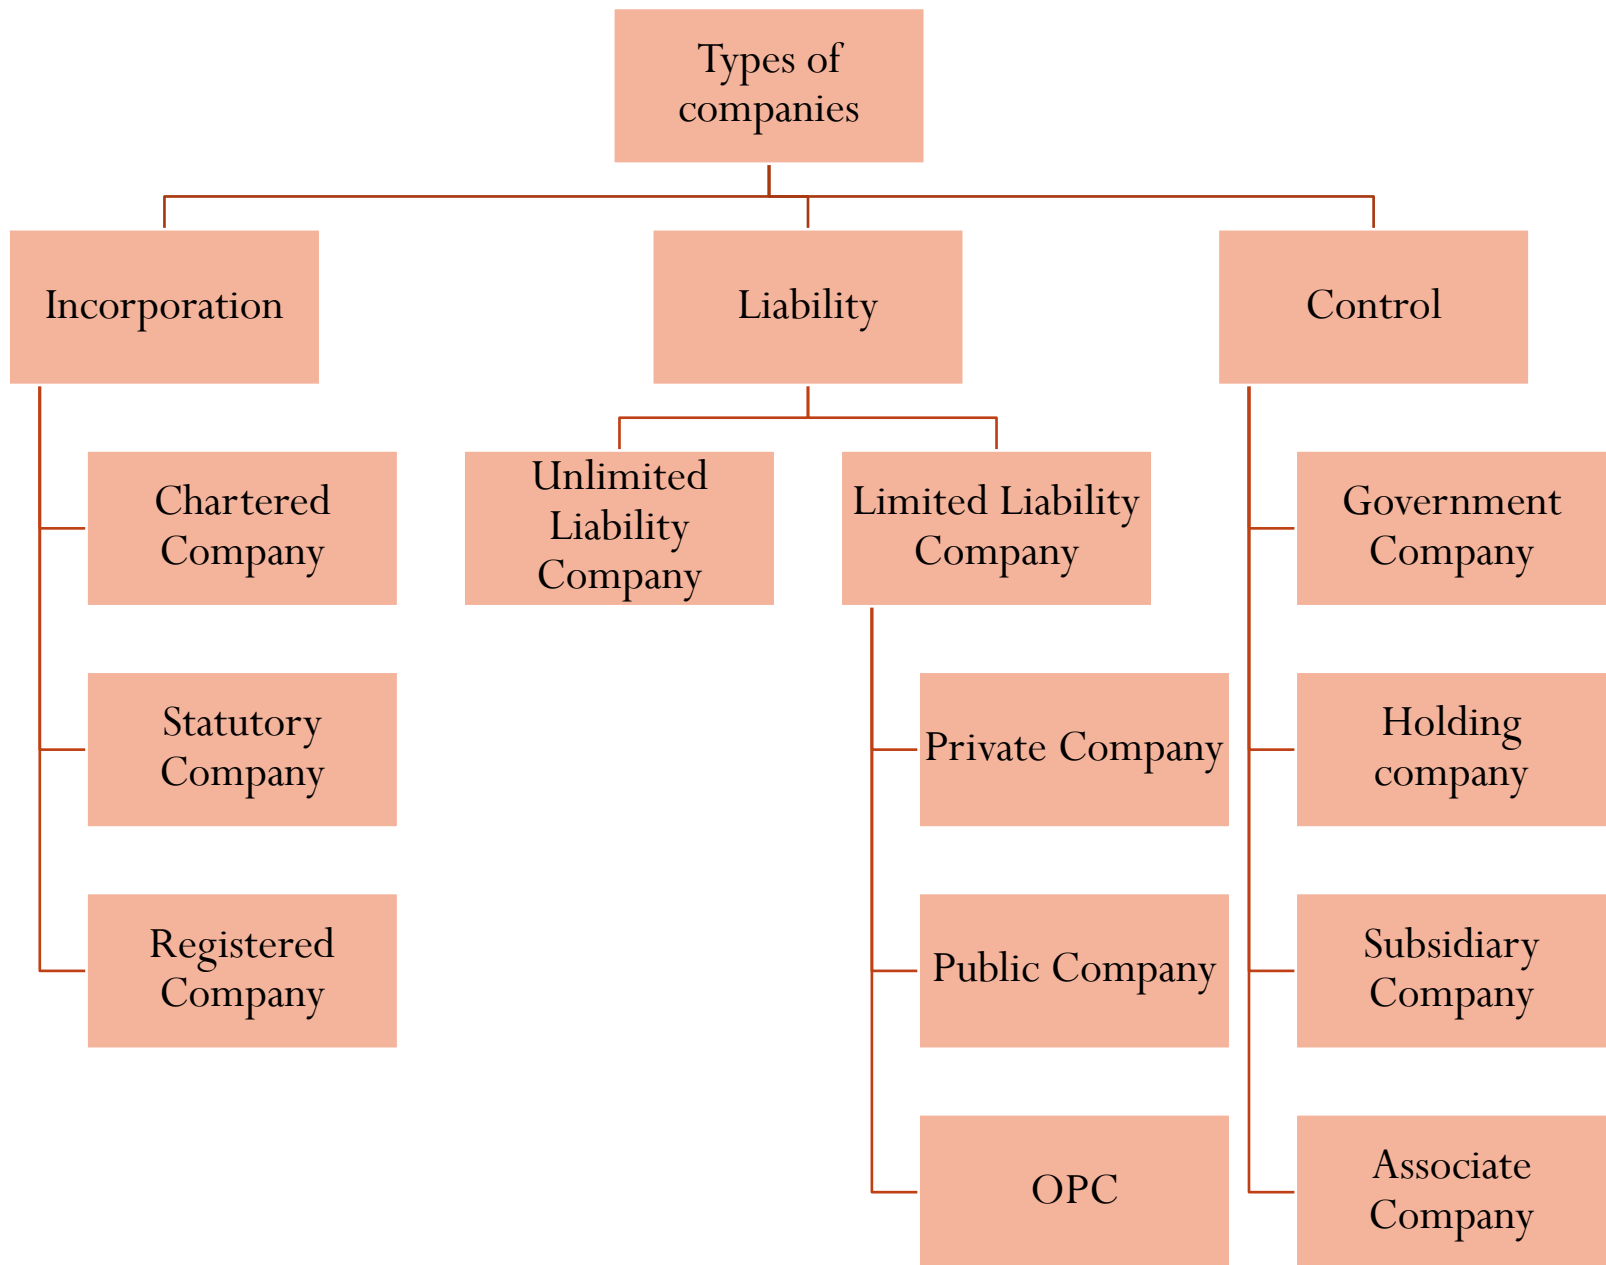 Types of
companies
Incorporation
Liability
Control
Chartered
Company
Statutory
Company
Registered
Company
Unlimited
Liability
Company
Limited Liability
Company
Private Company
Public Company
OPC
Government
Company
Holding
company
Subsidiary
Company
Associate
Company